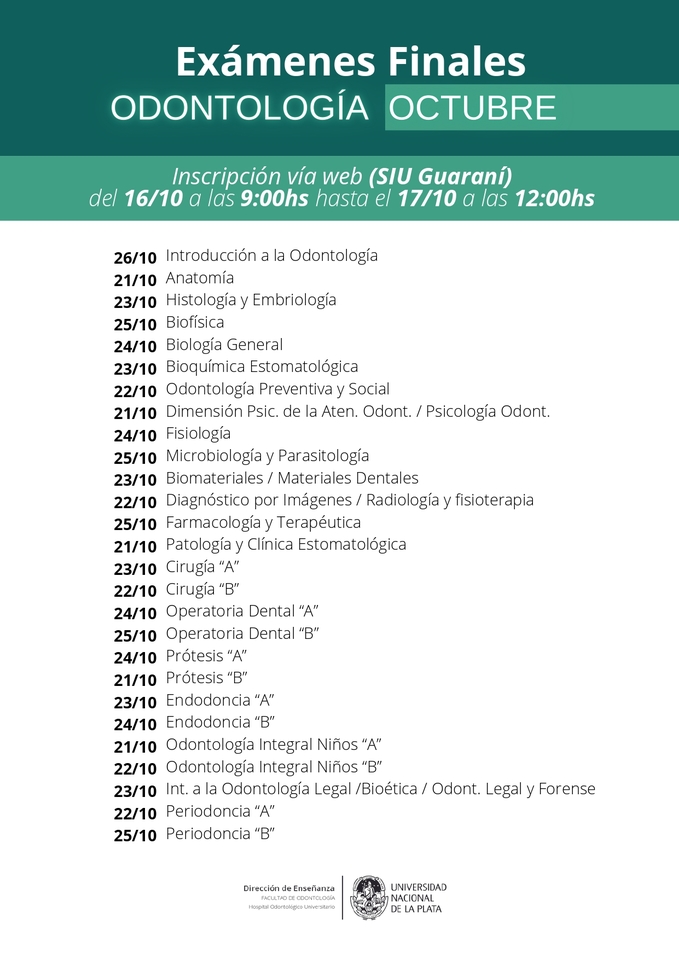 Exámenes Finales
ODONTOLOGÍA OCTUBRE
Inscripción vía web (SIU Guaraní)
del 16/10 a las 9:00hs hasta el 17/10 a las 12:00hs
26/10 Introducción a la Odontología
21/10 Anatomía
23/10 Histología y Embriología
25/10 Biofísica
24/10 Biología General
23/10 Bioquímica Estomatológica
22/10 Odontología Preventiva y Social
21/10 Dimensión Psic. de la Aten. Odont. / Psicología Odont.
24/10 Fisiología
25/10 Microbiología y Parasitología
23/10 Biomateriales / Materiales Dentales
22/10 Diagnóstico por Imágenes / Radiología y fisioterapia
25/10 Farmacología y Terapéutica
21/10 Patología y Clínica Estomatológica
23/10 Cirugía “A”
22/10 Cirugía “B”
24/10 Operatoria Dental “A”
25/10 Operatoria Dental “B”
24/10 Prótesis “A”
21/10 Prótesis “B”
23/10 Endodoncia “A”
24/10 Endodoncia “B”
21/10 Odontología Integral Niños “A”
22/10 Odontología Integral Niños “B”
23/10 Int. a la Odontología Legal /Bioética / Odont. Legal y Forense
22/10 Periodoncia “A”
25/10 Periodoncia “B”
Dirección de Enseñanza
FACULTAD DE ODONTOLOGÍA
Hospital Odontológico Universitario
UNIVERSIDAD
NACIONAL
DE LA PLATA